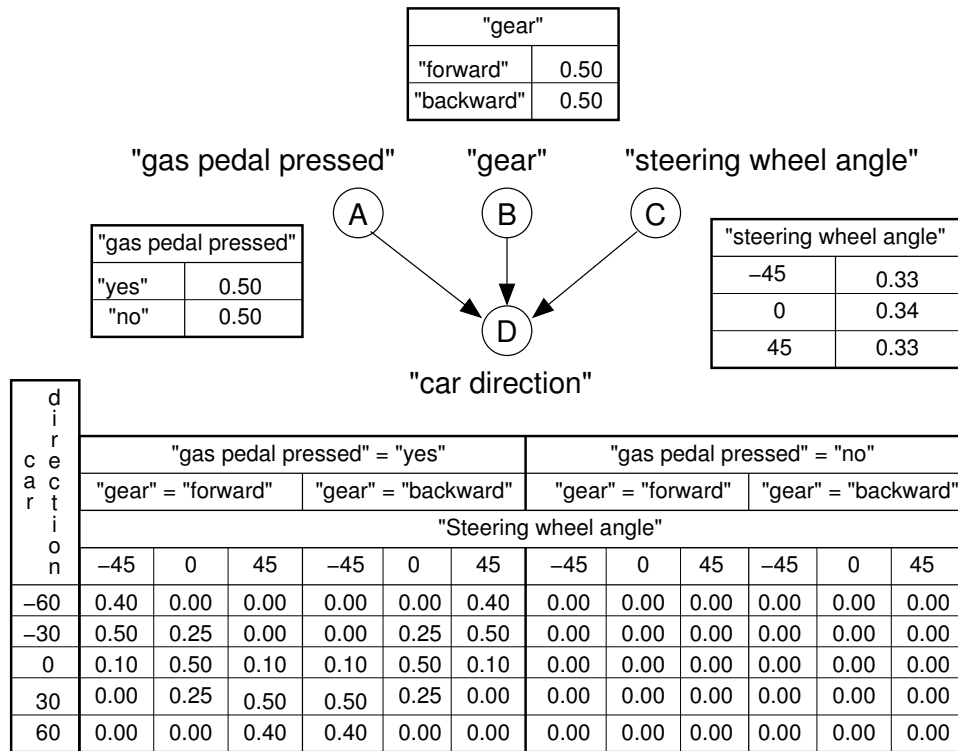 "gear"
"forward" 0.50
"backward" 0.50
"gas pedal pressed" "gear" "steering wheel angle"
A B C
"gas pedal pressed"
"yes" 0.50
"no" 0.50
"steering wheel angle"
−45 0.33
0 0.34
45 0.33
D
"car direction"
car direction
"gas pedal pressed" = "yes" "gas pedal pressed" = "no"
"gear" = "forward" "gear" = "backward" "gear" = "forward" "gear" = "backward"
"Steering wheel angle"
−45 0 45 −45 0 45 −45 0 45 −45 0 45
−60 0.40 0.00 0.00 0.00 0.00 0.40 0.00 0.00 0.00 0.00 0.00 0.00
−30 0.50 0.25 0.00 0.00 0.25 0.50 0.00 0.00 0.00 0.00 0.00 0.00
0 0.10 0.50 0.10 0.10 0.50 0.10 0.00 0.00 0.00 0.00 0.00 0.00
30 0.00 0.25 0.50 0.50 0.25 0.00 0.00 0.00 0.00 0.00 0.00 0.00
60 0.00 0.00 0.40 0.40 0.00 0.00 0.00 0.00 0.00 0.00 0.00 0.00